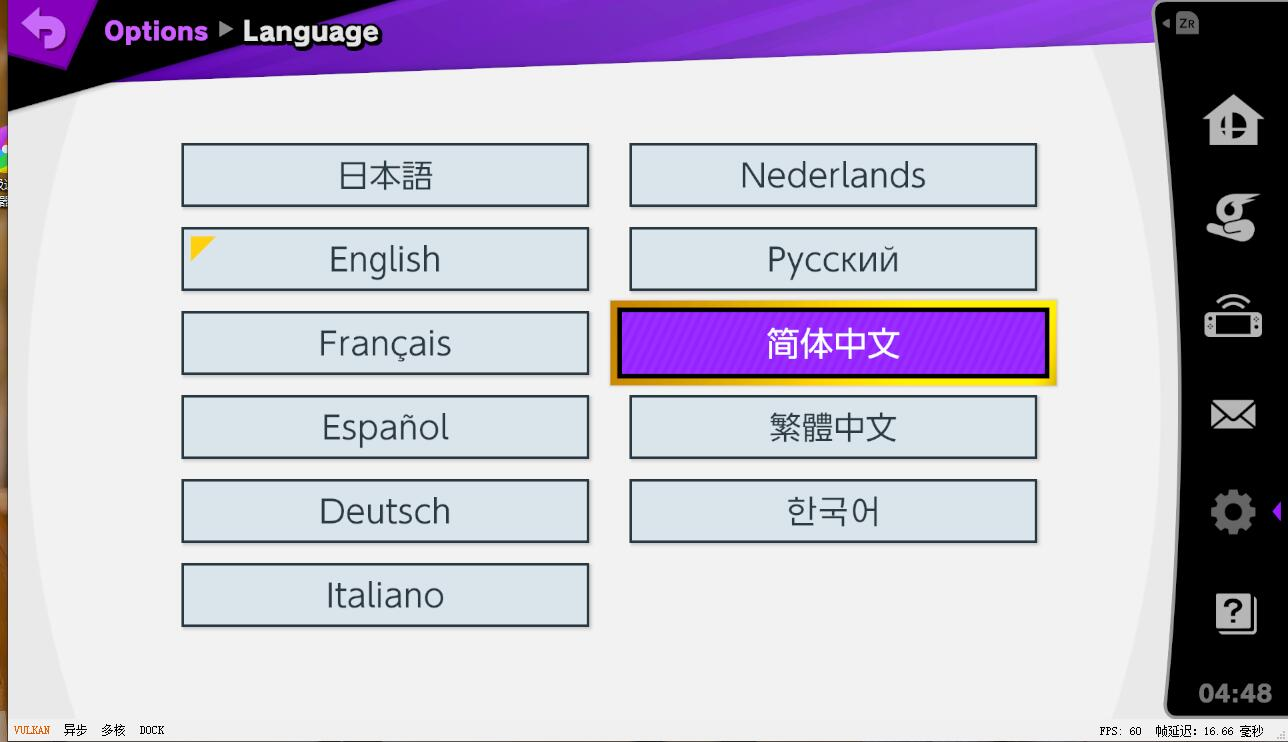 Options ▶ Language
ZR
日本語
Nederlands
English
Русский
Français
简体中文
Español
繁體中文
Deutsch
한국어
Italiano
?
04:48
VULKAN 异步 多核 DOCK
FPS: 60 帧延迟: 16.66 毫秒